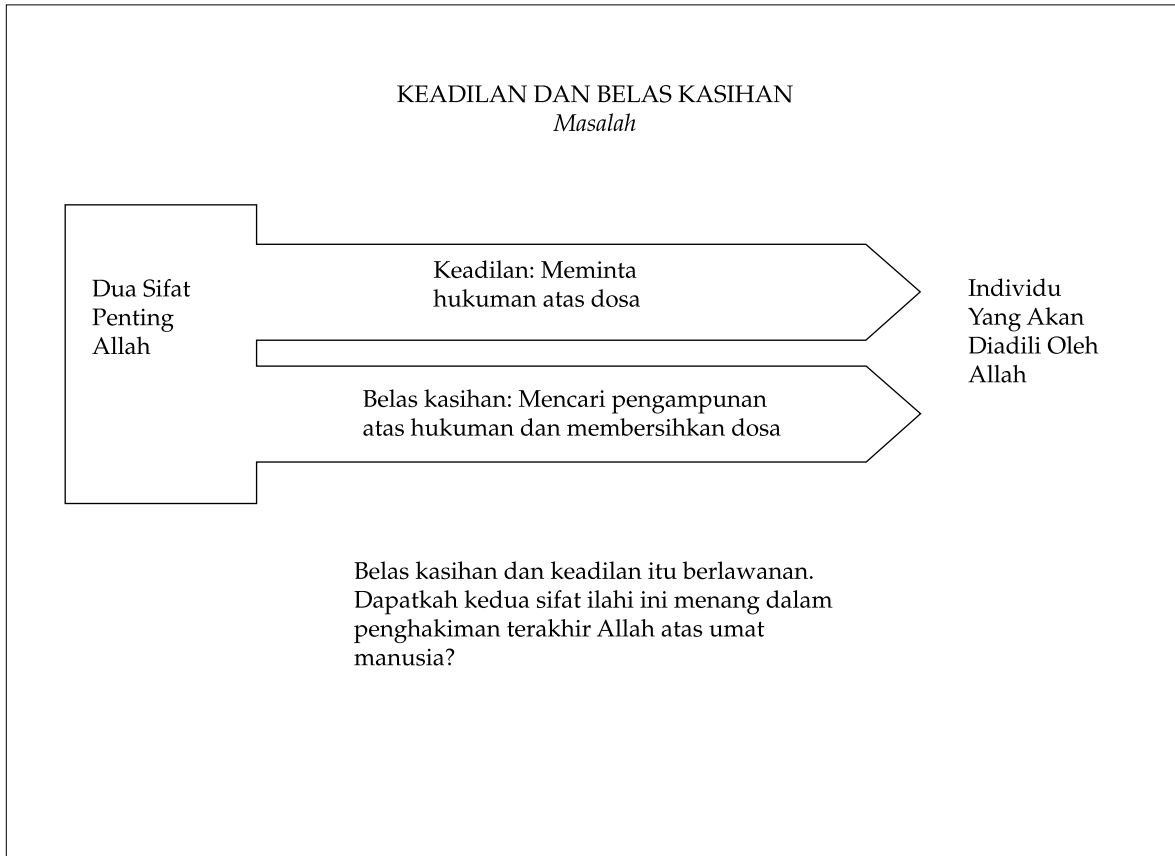 KEADILAN DAN BELAS KASIHAN
Masalah
Dua Sifat
Penting
Allah
Keadilan: Meminta
hukuman atas dosa
Belas kasihan: Mencari pengampunan
atas hukuman dan membersihkan dosa
Individu
Yang Akan
Diadili Oleh
Allah
Belas kasihan dan keadilan itu berlawanan.
Dapatkah kedua sifat ilahi ini menang dalam
penghakiman terakhir Allah atas umat
manusia?